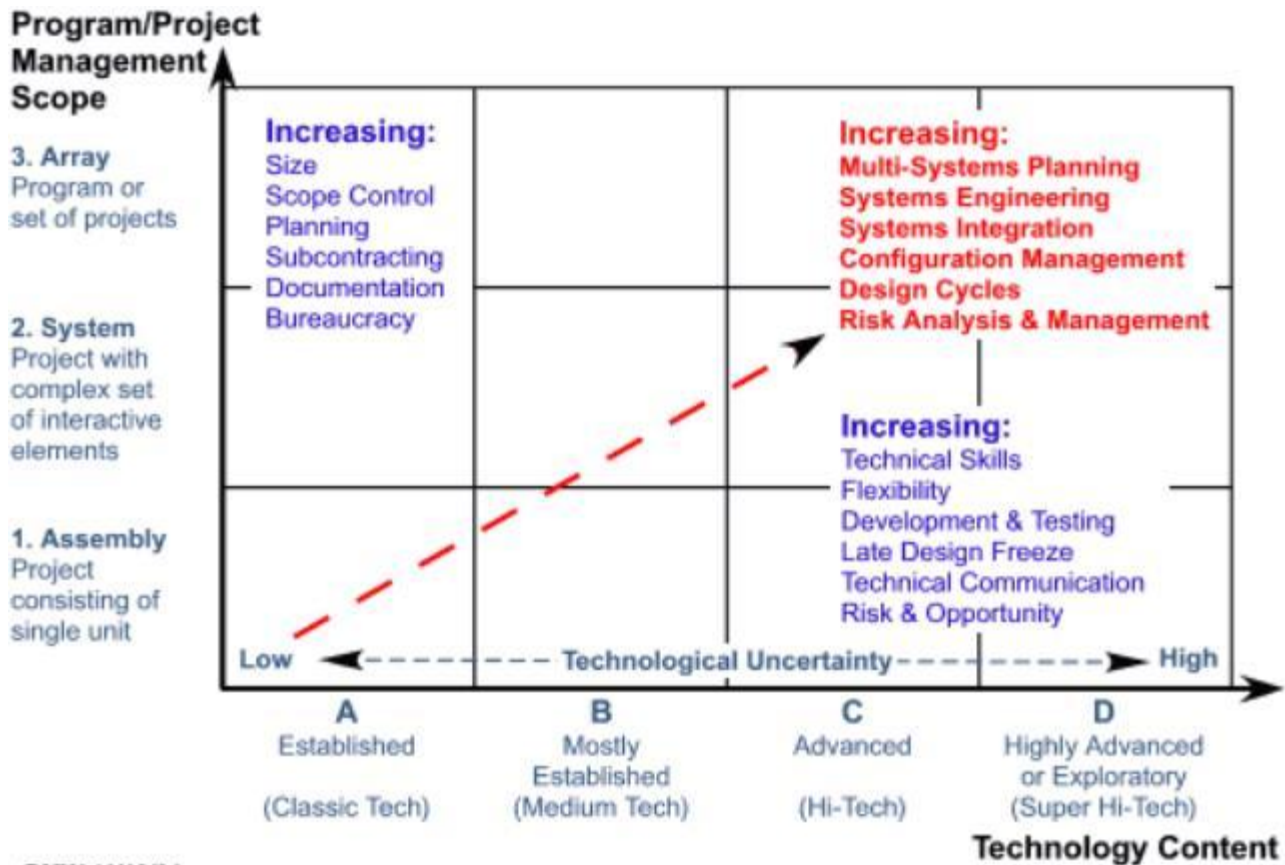 Program/Project
Management
Scope
3. Array
Program or
set of projects
2. System
Project with
complex set
of interactive
elements
1. Assembly
Project
consisting of
single unit
Increasing:
Size
Scope Control
Planning
Subcontracting
Documentation
Bureaucracy
Increasing:
Multi-Systems Planning
Systems Engineering
Systems Integration
Configuration Management
Design Cycles
Risk Analysis & Management
Increasing:
Technical Skills
Flexibility
Development & Testing
Late Design Freeze
Technical Communication
Risk & Opportunity
Low Technological Uncertainty High
A
Established
(Classic Tech)
B
Mostly
Established
(Medium Tech)
C
Advanced
(Hi-Tech)
D
Highly Advanced
or Exploratory
(Super Hi-Tech)
Technology Content